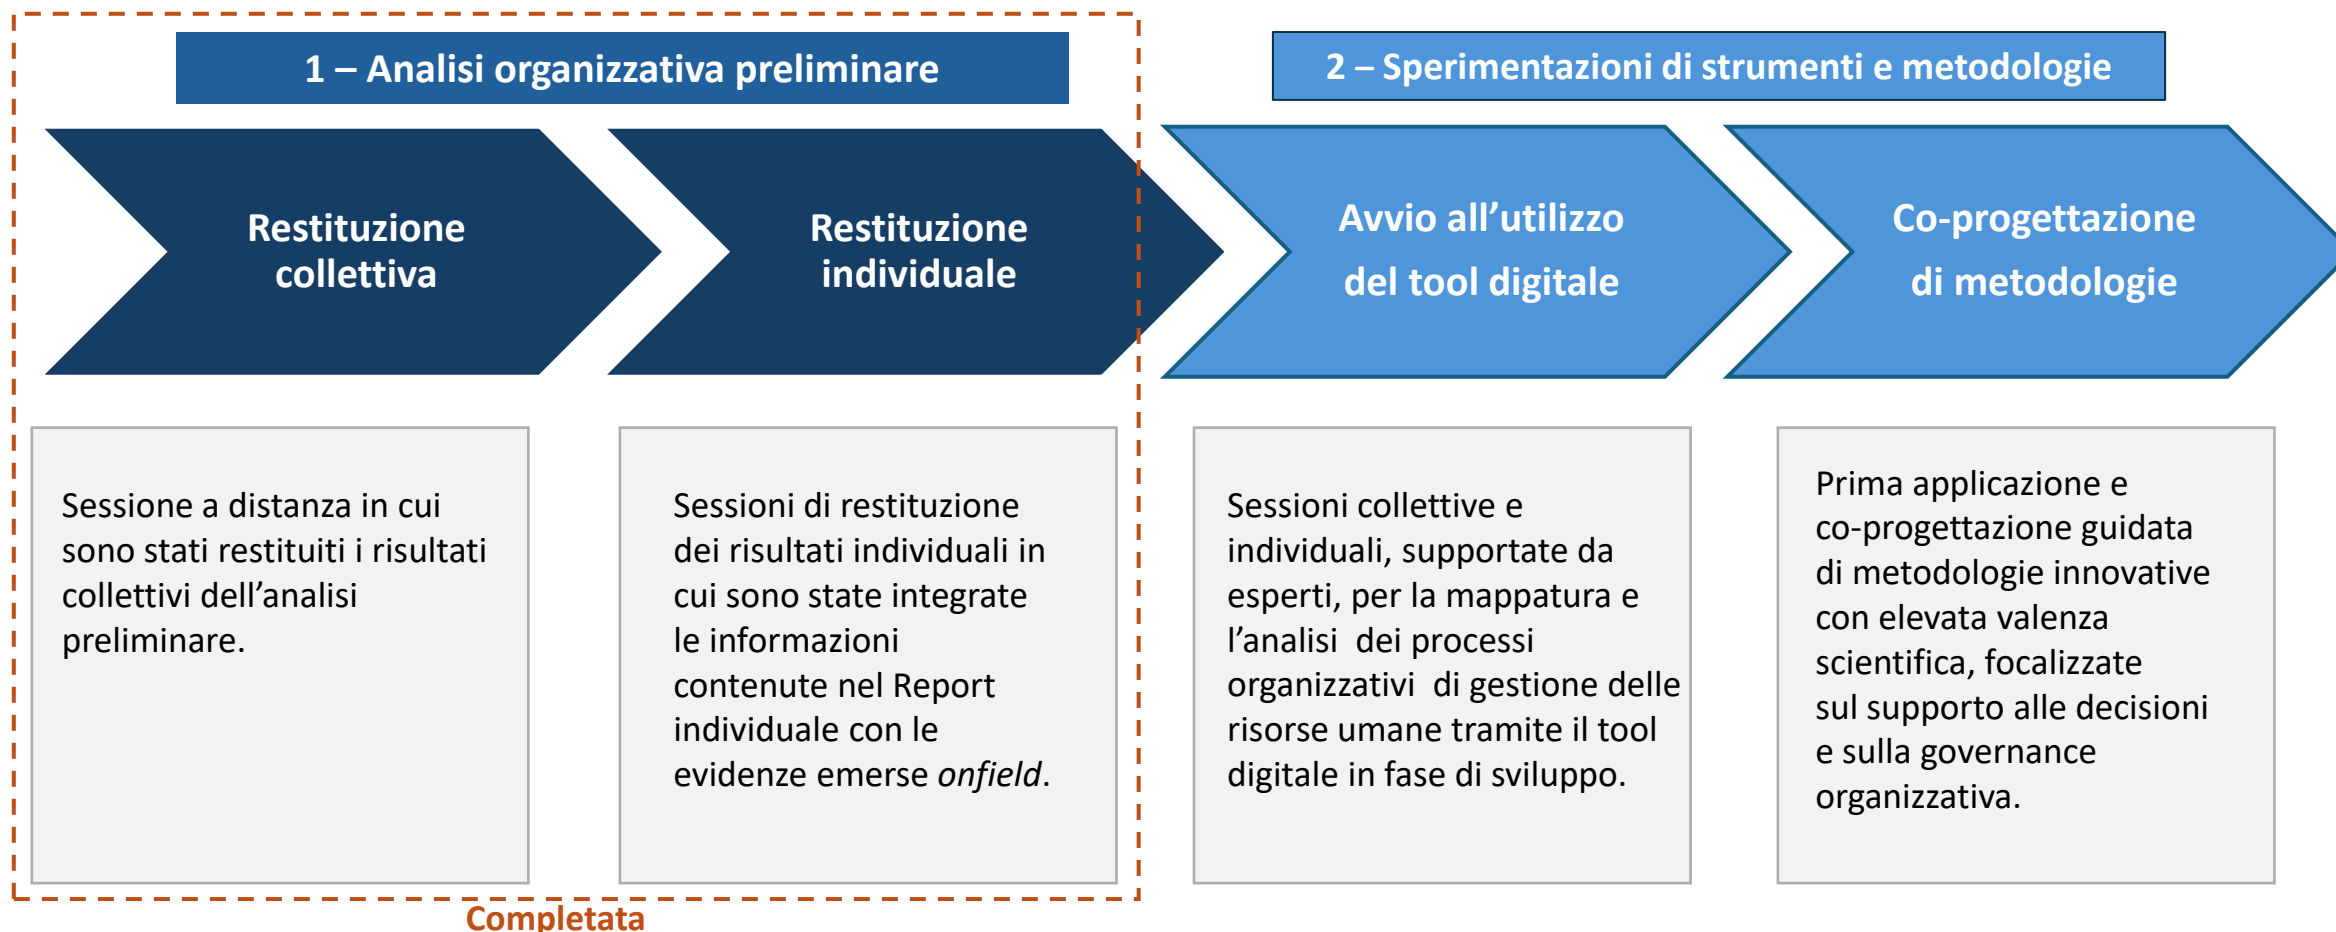 1 – Analisi organizzativa preliminare
2 – Sperimentazioni di strumenti e metodologie
Restituzione
collettiva
Restituzione
individuale
Avvio all’utilizzo
del tool digitale
Co-progettazione
di metodologie
Sessione a distanza in cui
sono stati restituiti i risultati
collettivi dell’analisi
preliminare.
Sessioni di restituzione
dei risultati individuali in
cui sono state integrate
le informazioni
contenute nel Report
individuale con le
evidenze emerse onfield.
Sessioni collettive e
individuali, supportate da
esperti, per la mappatura e
l’analisi  dei processi
organizzativi  di gestione delle
risorse umane tramite il tool
digitale in fase di sviluppo.
Prima applicazione e
co-progettazione guidata
di metodologie innovative
con elevata valenza
scientifica, focalizzate
sul supporto alle decisioni
e sulla governance
organizzativa.
Completata